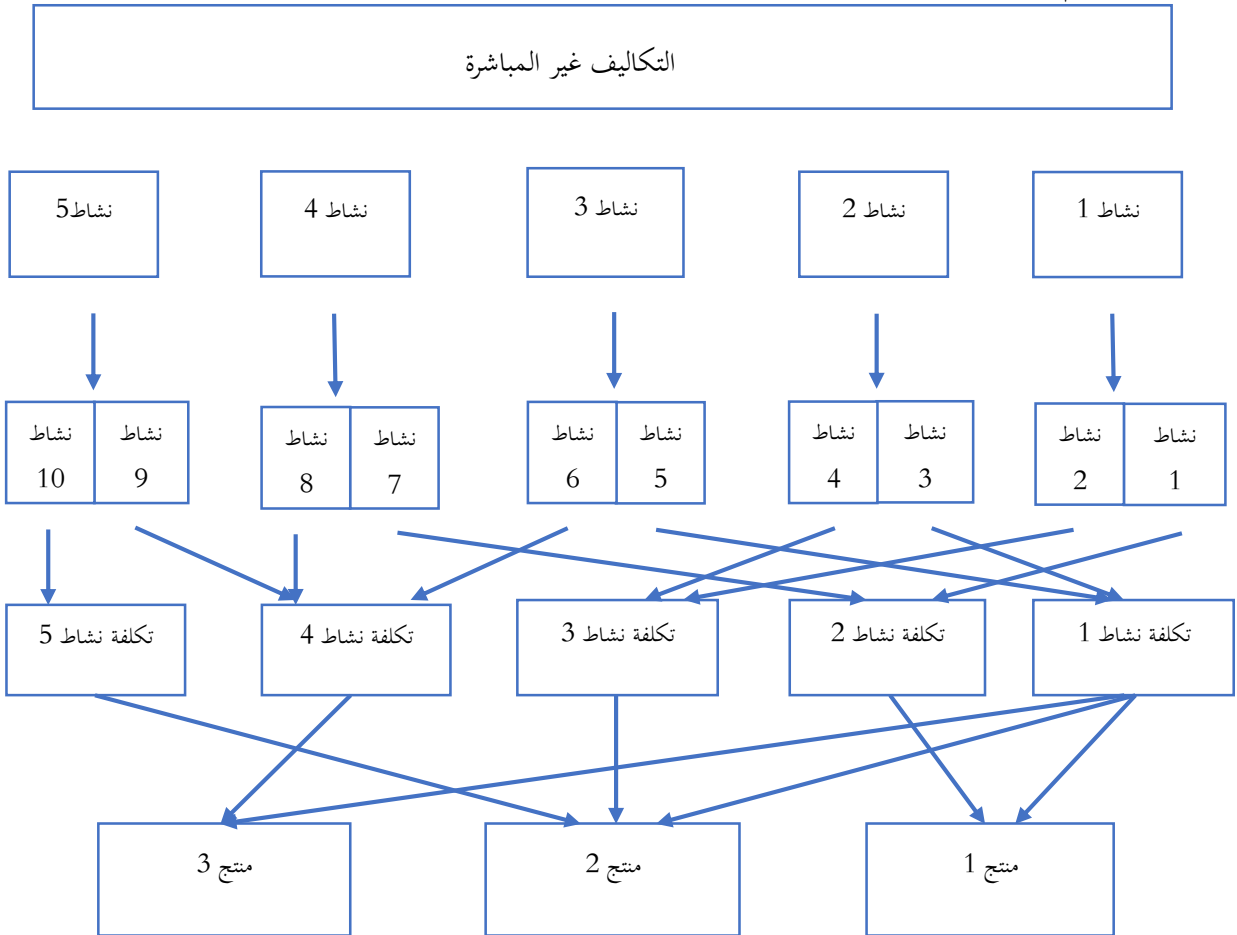 التكاليف غير المباشرة
نشاط 1
نشاط 2
نشاط 3
نشاط 4
نشاط5
نشاط
1
نشاط
2
نشاط
3
نشاط
4
نشاط
5
نشاط
6
نشاط
7
نشاط
8
نشاط
9
نشاط
10
تكلفة نشاط 1
تكلفة نشاط 2
تكلفة نشاط 3
تكلفة نشاط 4
تكلفة نشاط 5
منتج 1
منتج 2
منتج 3